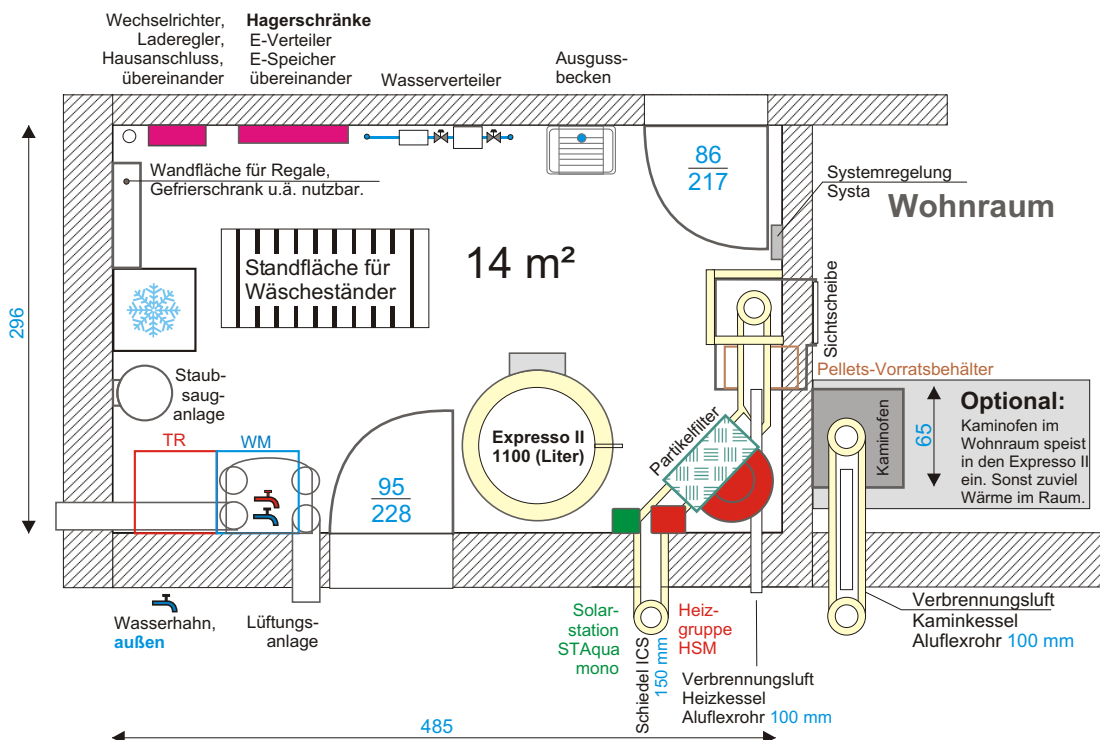 Wechselrichter,
Laderegler,
Hausanschluss,
übereinander
Hagerschränke
E-Verteiler
E-Speicher
übereinander
Wasserverteiler
Ausguss-
becken
86
217
Systemregelung
Systa
Wohnraum
Wandfläche für Regale,
Gefrierschrank u.ä. nutzbar.
14 m²
Standfläche für
Wäscheständer
296
Sichtscheibe
Pellets-Vorratsbehälter
Staub-
saug-
anlage
TR
WM
95
228
Expresso II
1100 (Liter)
Partikelfilter
Kaminofen
65
Optional:
Kaminofen im
Wohnraum speist
in den Expresso II
ein. Sonst zuviel
Wärme im Raum.
Wasserhahn,
außen
Lüftungs-
anlage
Solar-
station
STAqua
mono
Schiedel ICS
150 mm
Heiz-
gruppe
HSM
Verbrennungsluft
Heizkessel
Aluflexrohr 100 mm
Verbrennungsluft
Kaminkessel
Aluflexrohr 100 mm
485